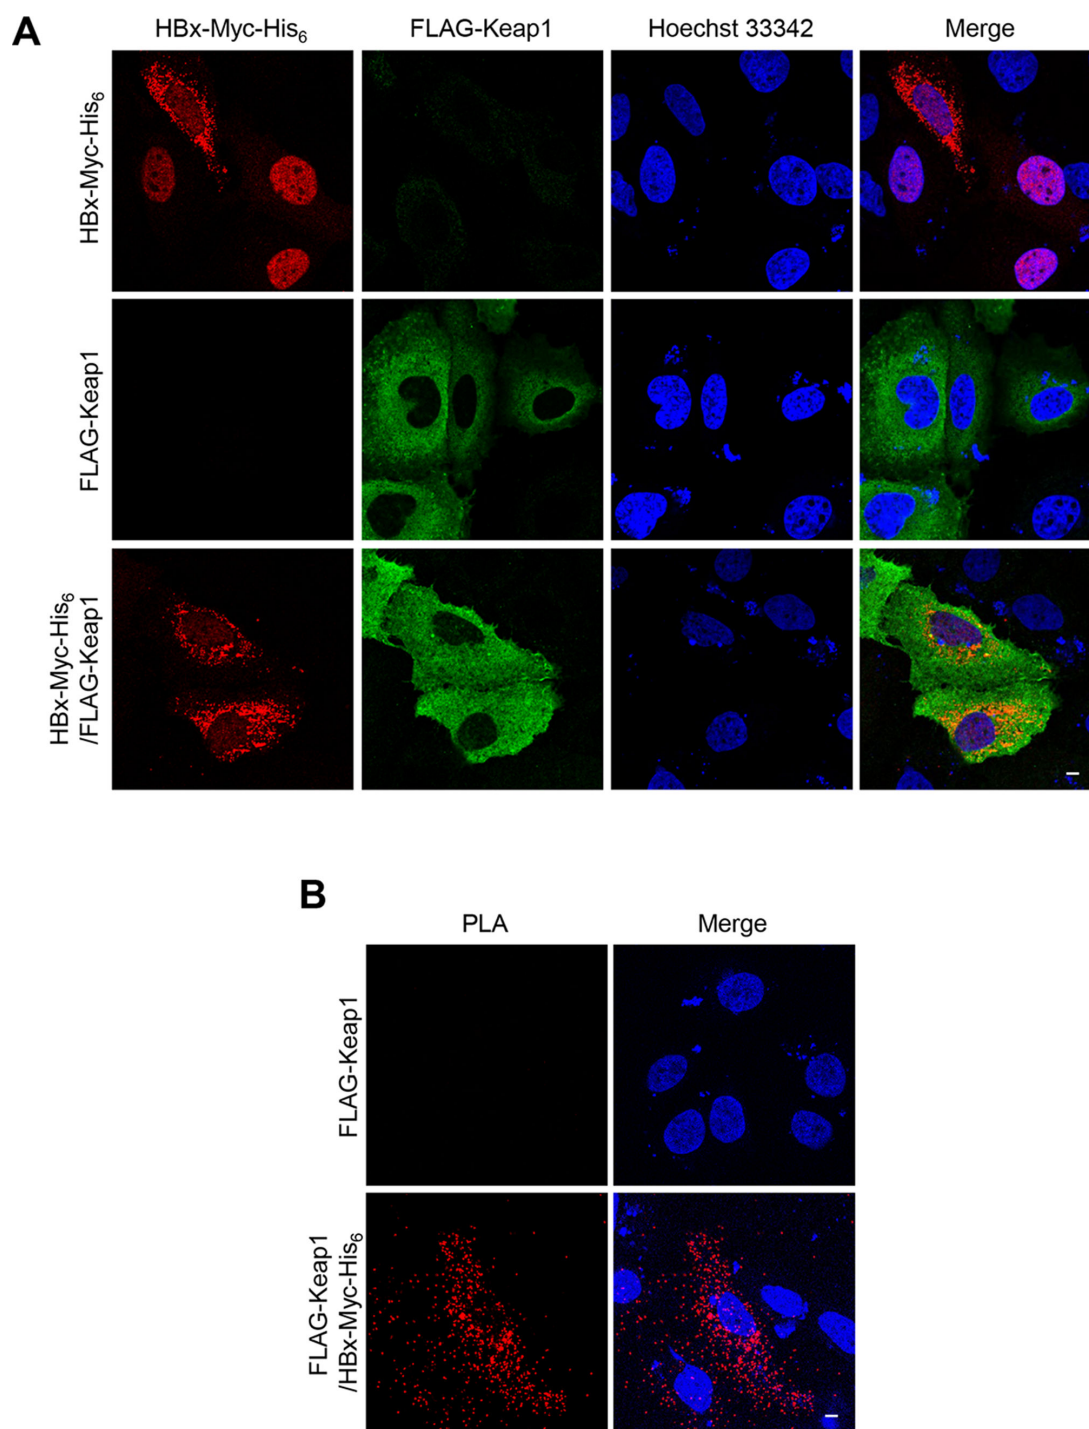 A
HBx-Myc-His₆
FLAG-Keap1
Hoechst 33342
Merge
HBx-Myc-His₆
FLAG-Keap1
HBx-Myc-His₆
/FLAG-Keap1
B
PLA
Merge
FLAG-Keap1
FLAG-Keap1
/HBx-Myc-His₆